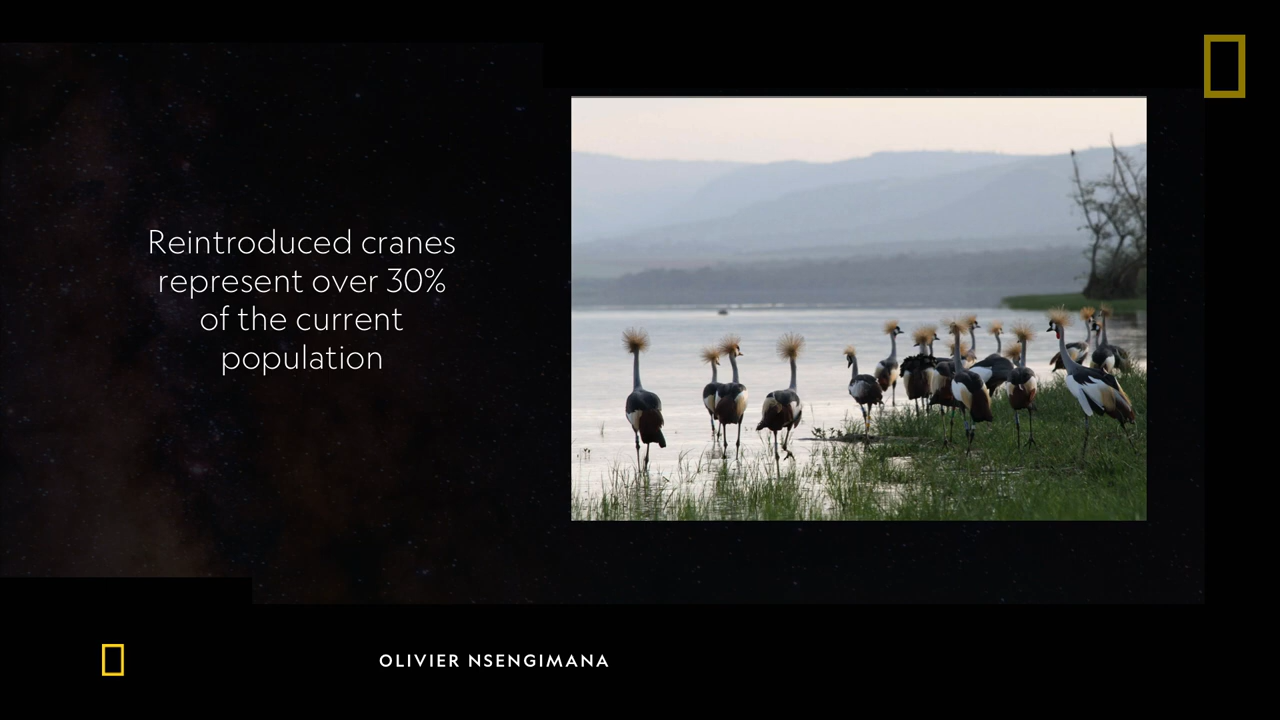 Reintroduced cranes
represent over 30%
of the current
population
OLIVIER NSENGIMANA